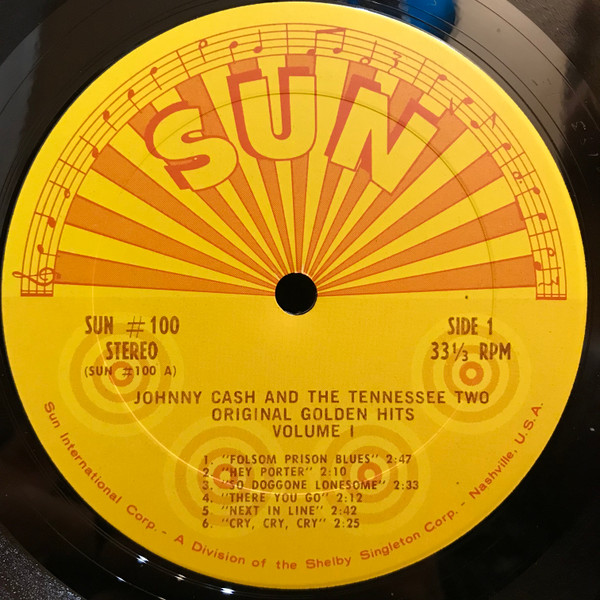 SUN
SUN #100
STEREO
(SUN #100 A)
SIDE 1
33 1/3 RPM
JOHNNY CASH AND THE TENNESSEE TWO
ORIGINAL GOLDEN HITS
VOLUME I
1. "FOLSOM PRISON BLUES" 2:47
2. "HEY PORTER" 2:10
3. "SO DOGGONE LONESOME" 2:33
4. "THERE YOU GO" 2:12
5. "NEXT IN LINE" 2:42
6. "CRY, CRY, CRY" 2:25
Sun International Corp. - A Division of the Shelby Singleton Corp. - Nashville, U.S.A.